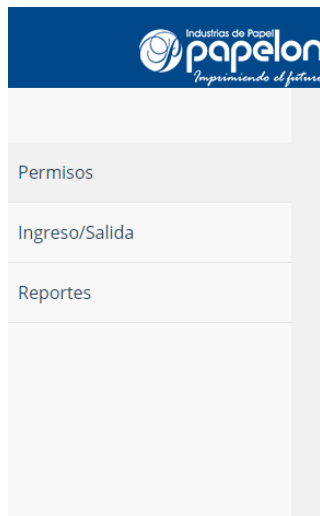 Industrias de Papel
papelon
Imprimiendo el futuro
Permisos
Ingreso/Salida
Reportes